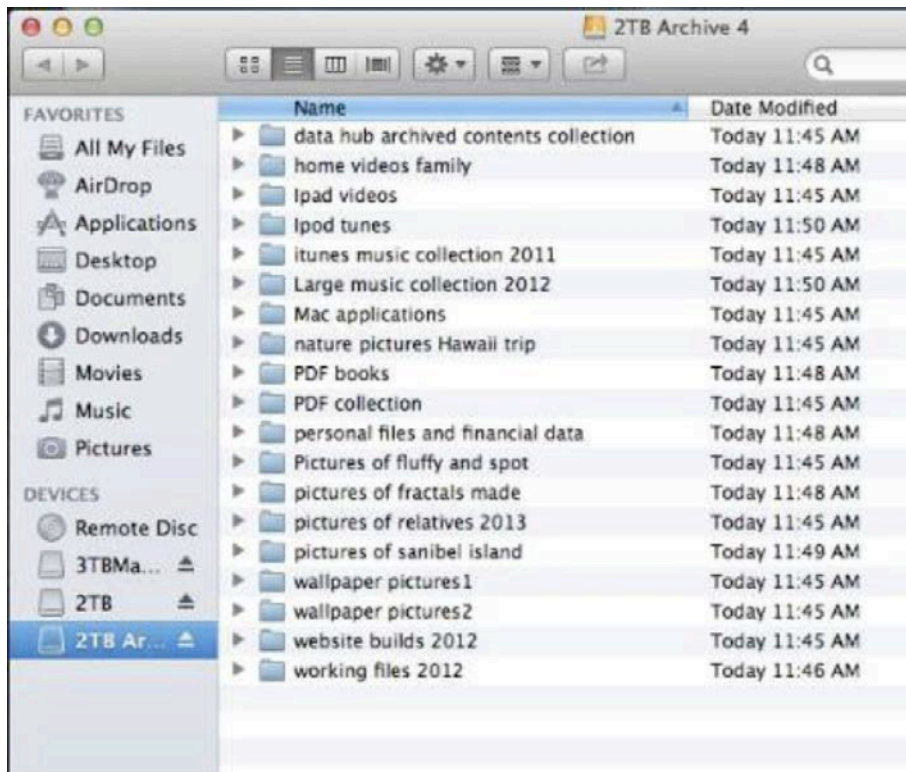 2TB Archive 4
FAVORITES
All My Files
AirDrop
Applications
Desktop
Documents
Downloads
Movies
Music
Pictures
DEVICES
Remote Disc
3TBMa...
2TB
2TB Ar...
Name Date Modified
data hub archived contents collection Today 11:45 AM
home videos family Today 11:48 AM
Ipad videos Today 11:45 AM
Ipod tunes Today 11:50 AM
itunes music collection 2011 Today 11:45 AM
Large music collection 2012 Today 11:50 AM
Mac applications Today 11:45 AM
nature pictures Hawaii trip Today 11:45 AM
PDF books Today 11:48 AM
PDF collection Today 11:45 AM
personal files and financial data Today 11:48 AM
Pictures of fluffy and spot Today 11:45 AM
pictures of fractals made Today 11:48 AM
pictures of relatives 2013 Today 11:45 AM
pictures of sanibel island Today 11:49 AM
wallpaper pictures1 Today 11:45 AM
wallpaper pictures2 Today 11:45 AM
website builds 2012 Today 11:45 AM
working files 2012 Today 11:46 AM